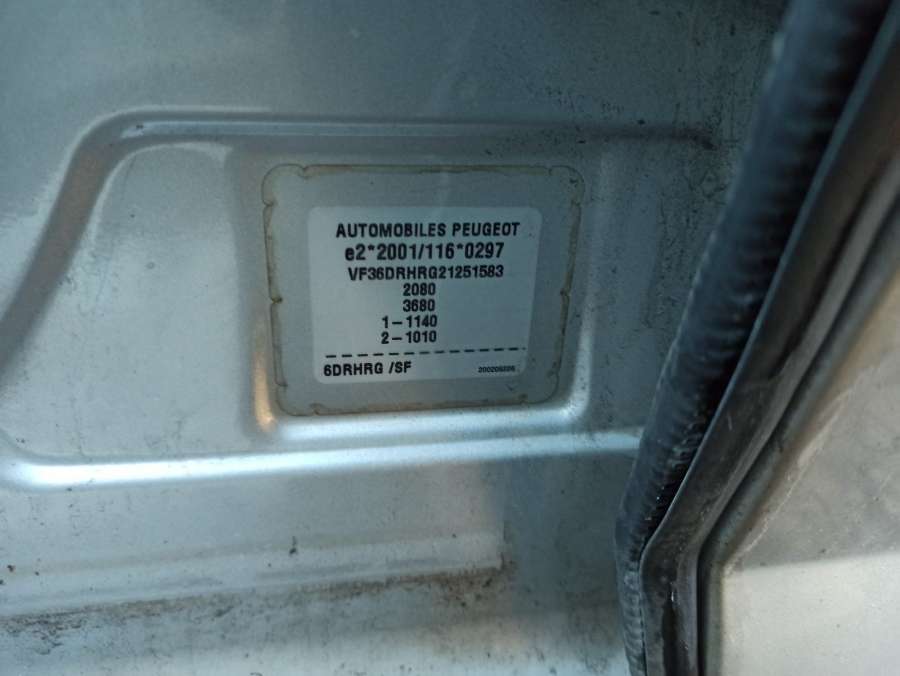 AUTOMOBILES PEUGEOT
e2*2001/116*0297
VF36DRHRG21251583
2080
3680
1-1140
2-1010
6DRHRG /SF